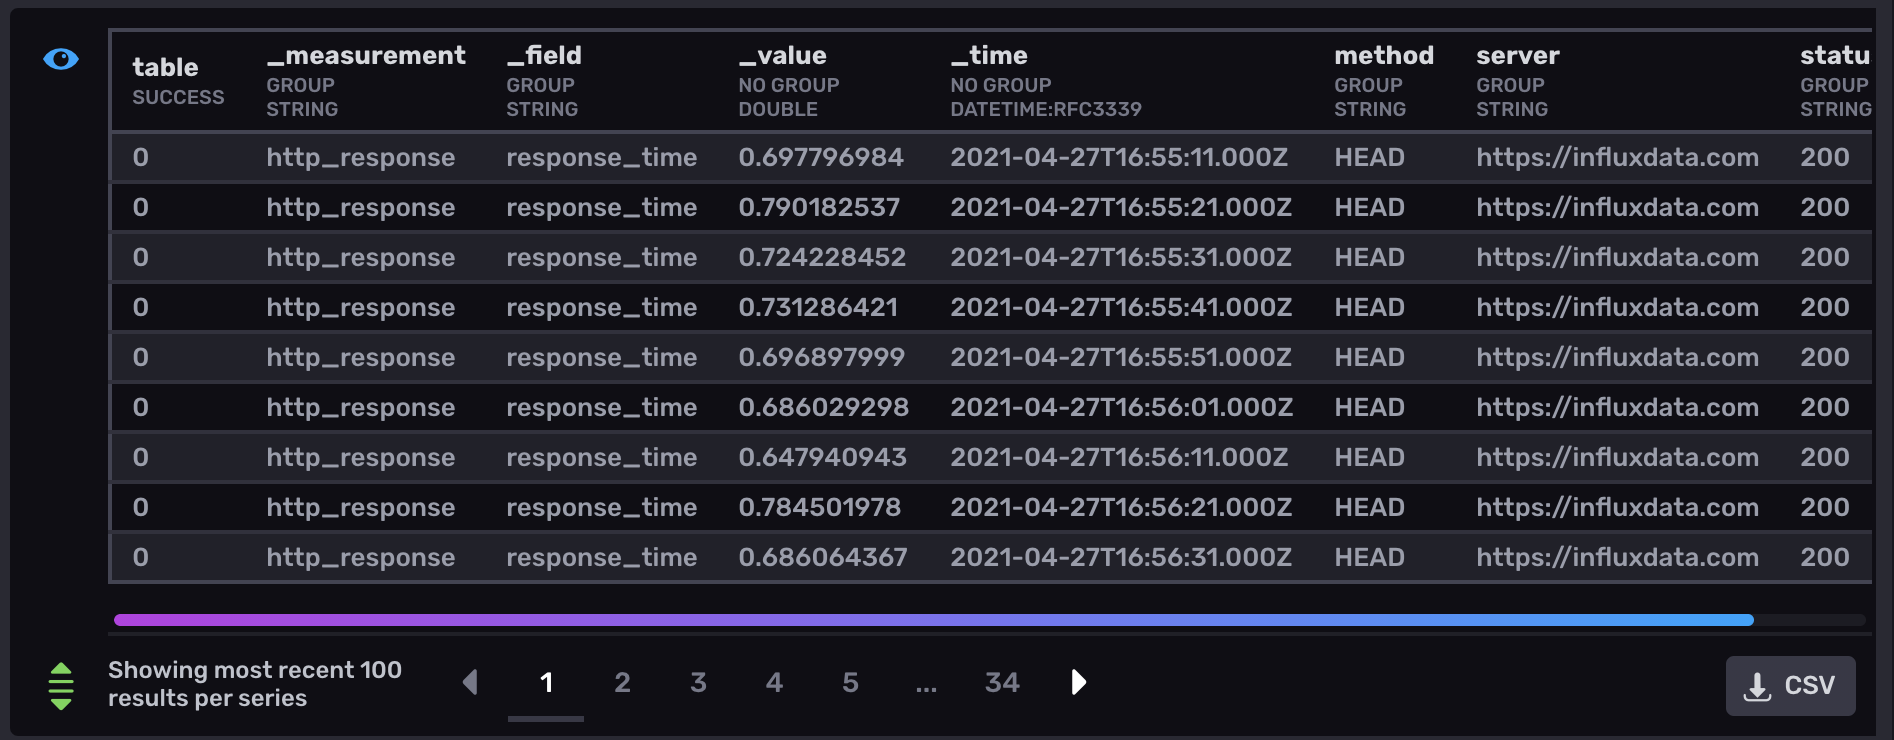 table _measurement _field _value _time method server statu
SUCCESS GROUP GROUP NO GROUP NO GROUP GROUP GROUP GROUP
STRING STRING DOUBLE DATETIME:RFC3339 STRING STRING STRING
0 http_response response_time 0.697796984 2021-04-27T16:55:11.000Z HEAD https://influxdata.com 200
0 http_response response_time 0.790182537 2021-04-27T16:55:21.000Z HEAD https://influxdata.com 200
0 http_response response_time 0.724228452 2021-04-27T16:55:31.000Z HEAD https://influxdata.com 200
0 http_response response_time 0.731286421 2021-04-27T16:55:41.000Z HEAD https://influxdata.com 200
0 http_response response_time 0.696897999 2021-04-27T16:55:51.000Z HEAD https://influxdata.com 200
0 http_response response_time 0.686029298 2021-04-27T16:56:01.000Z HEAD https://influxdata.com 200
0 http_response response_time 0.647940943 2021-04-27T16:56:11.000Z HEAD https://influxdata.com 200
0 http_response response_time 0.784501978 2021-04-27T16:56:21.000Z HEAD https://influxdata.com 200
0 http_response response_time 0.686064367 2021-04-27T16:56:31.000Z HEAD https://influxdata.com 200
Showing most recent 100
results per series
1 2 3 4 5 ... 34
CSV